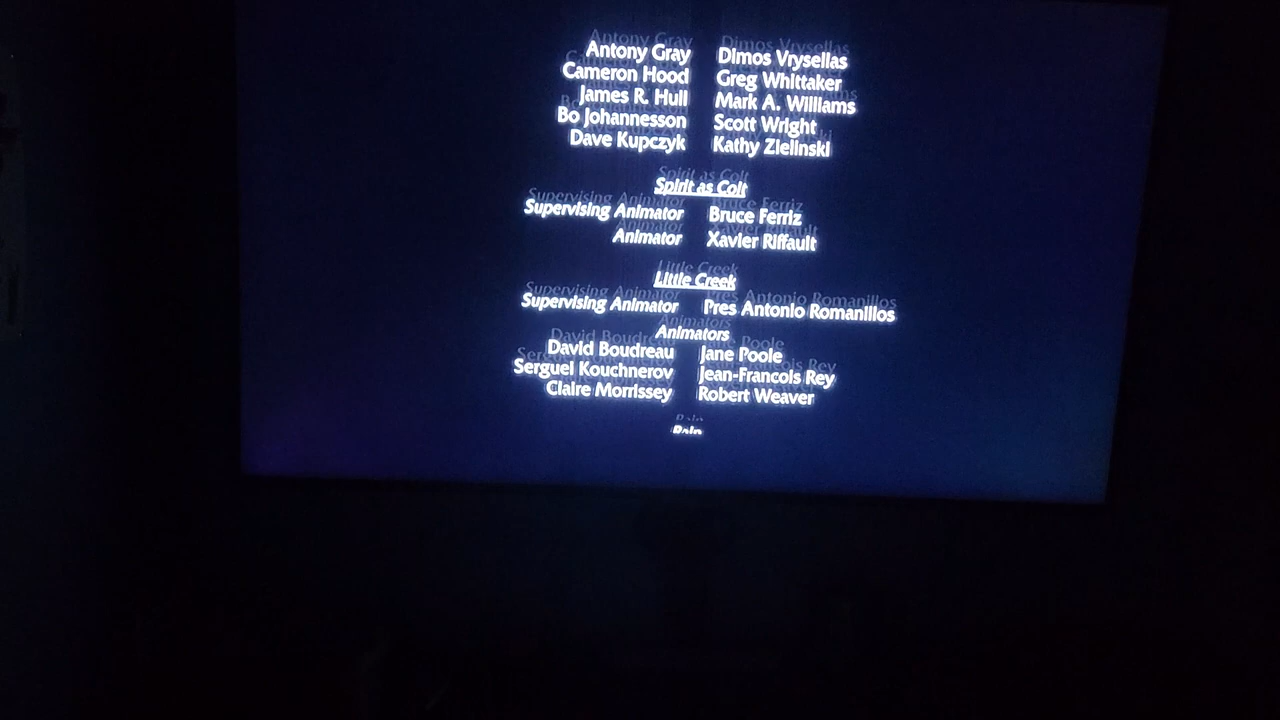 Antony Gray Dimos Vrysellas
Cameron Hood Greg Whittaker
James R. Hull Mark A. Williams
Bo Johannesson Scott Wright
Dave Kupczyk Kathy Zielinski
Spirit as Colt
Supervising Animator Bruce Ferriz
Animator Xavier Riffault
Little Creek
Supervising Animator Pres Antonio Romanillos
Animators
David Boudreau Jane Poole
Serguei Kouchnerov Jean-Francois Rey
Claire Morrissey Robert Weaver
Rain